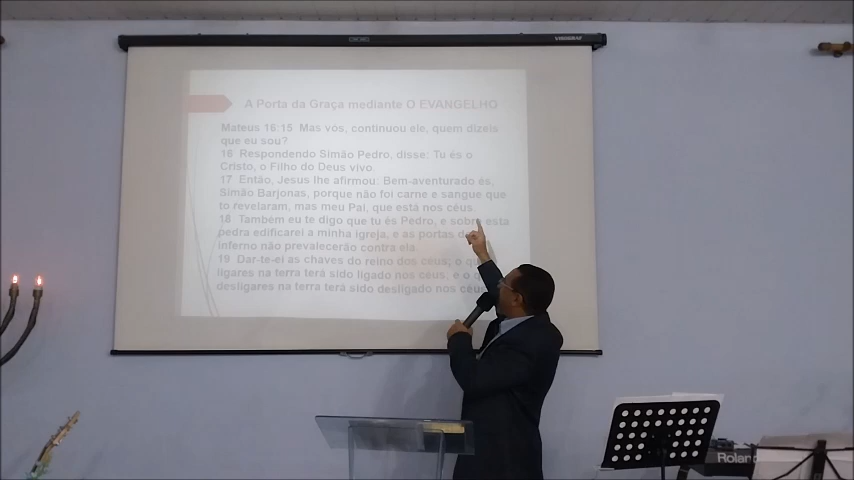 VISOGRAF
A Porta da Graça mediante O EVANGELHO
Mateus 16:15 Mas vós, continuou ele, quem dizeis
que eu sou?
16 Respondendo Simão Pedro, disse: Tu és o
Cristo, o Filho do Deus vivo
17 Então, Jesus lhe afirmou: Bem-aventurado és,
Simão Barjonas, porque não foi carne e sangue que
to revelaram, mas meu Pai, que está nos céus.
18 Também eu te digo que tu és Pedro, e sobre esta
pedra edificarei a minha igreja, e as portas
inferno não prevalecerão contra ela
19 Dar-te-ei as chaves do reino dos céus; o
ligares na terra terá sido ligado nos céus; e o
desligares na terra terá sido desligado nos céus
Roland